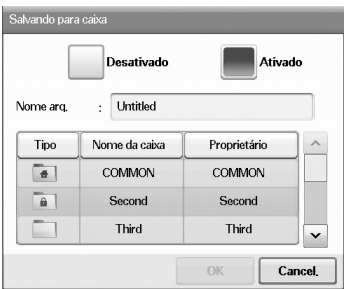 Salvando para caixa
Desativado Ativado
Nome arq. : Untitled
Tipo Nome da caixa Proprietário
COMMON COMMON
Second Second
Third Third
OK Cancel.